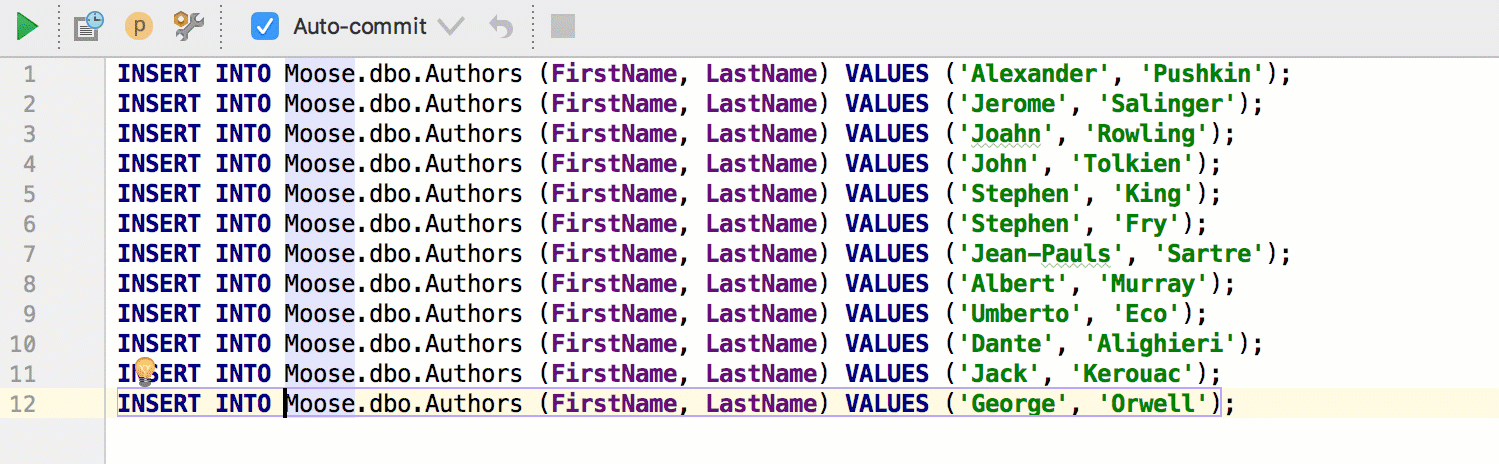 p Auto-commit
1 INSERT INTO Moose.dbo.Authors (FirstName, LastName) VALUES ('Alexander', 'Pushkin');
2 INSERT INTO Moose.dbo.Authors (FirstName, LastName) VALUES ('Jerome', 'Salinger');
3 INSERT INTO Moose.dbo.Authors (FirstName, LastName) VALUES ('Joahn', 'Rowling');
4 INSERT INTO Moose.dbo.Authors (FirstName, LastName) VALUES ('John', 'Tolkien');
5 INSERT INTO Moose.dbo.Authors (FirstName, LastName) VALUES ('Stephen', 'King');
6 INSERT INTO Moose.dbo.Authors (FirstName, LastName) VALUES ('Stephen', 'Fry');
7 INSERT INTO Moose.dbo.Authors (FirstName, LastName) VALUES ('Jean-Pauls', 'Sartre');
8 INSERT INTO Moose.dbo.Authors (FirstName, LastName) VALUES ('Albert', 'Murray');
9 INSERT INTO Moose.dbo.Authors (FirstName, LastName) VALUES ('Umberto', 'Eco');
10 INSERT INTO Moose.dbo.Authors (FirstName, LastName) VALUES ('Dante', 'Alighieri');
11 INSERT INTO Moose.dbo.Authors (FirstName, LastName) VALUES ('Jack', 'Kerouac');
12 INSERT INTO Moose.dbo.Authors (FirstName, LastName) VALUES ('George', 'Orwell');